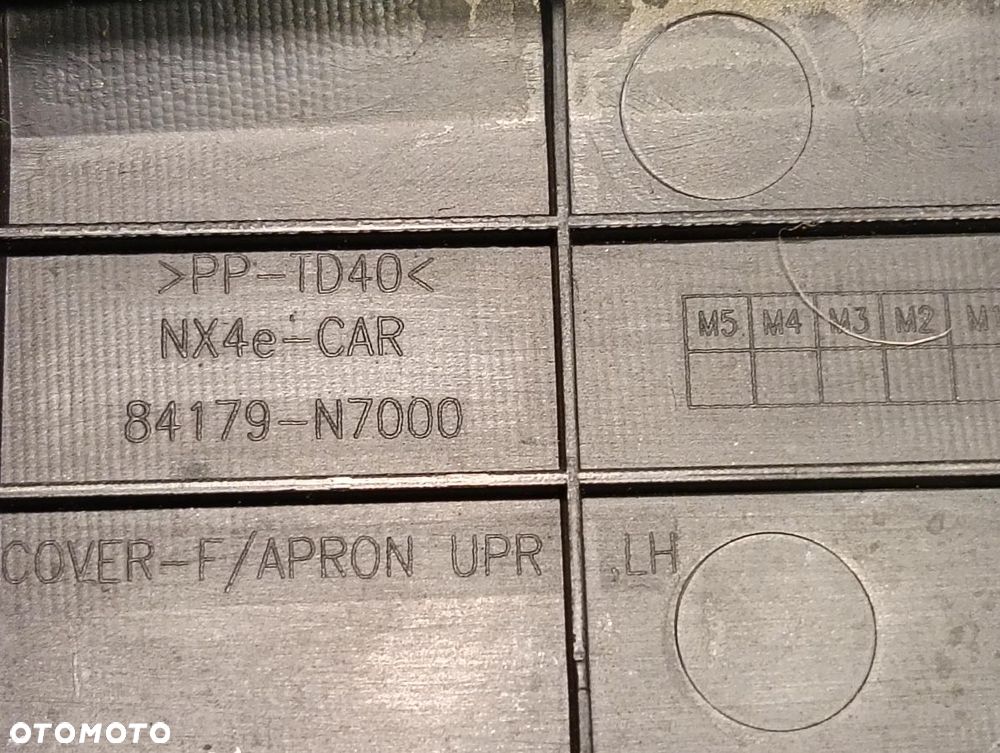 >PP-TD40<
NX4e-CAR
84179-N7000
M5 M4 M3 M2
COVER-F/APRON UPR LH
OTOMOTO